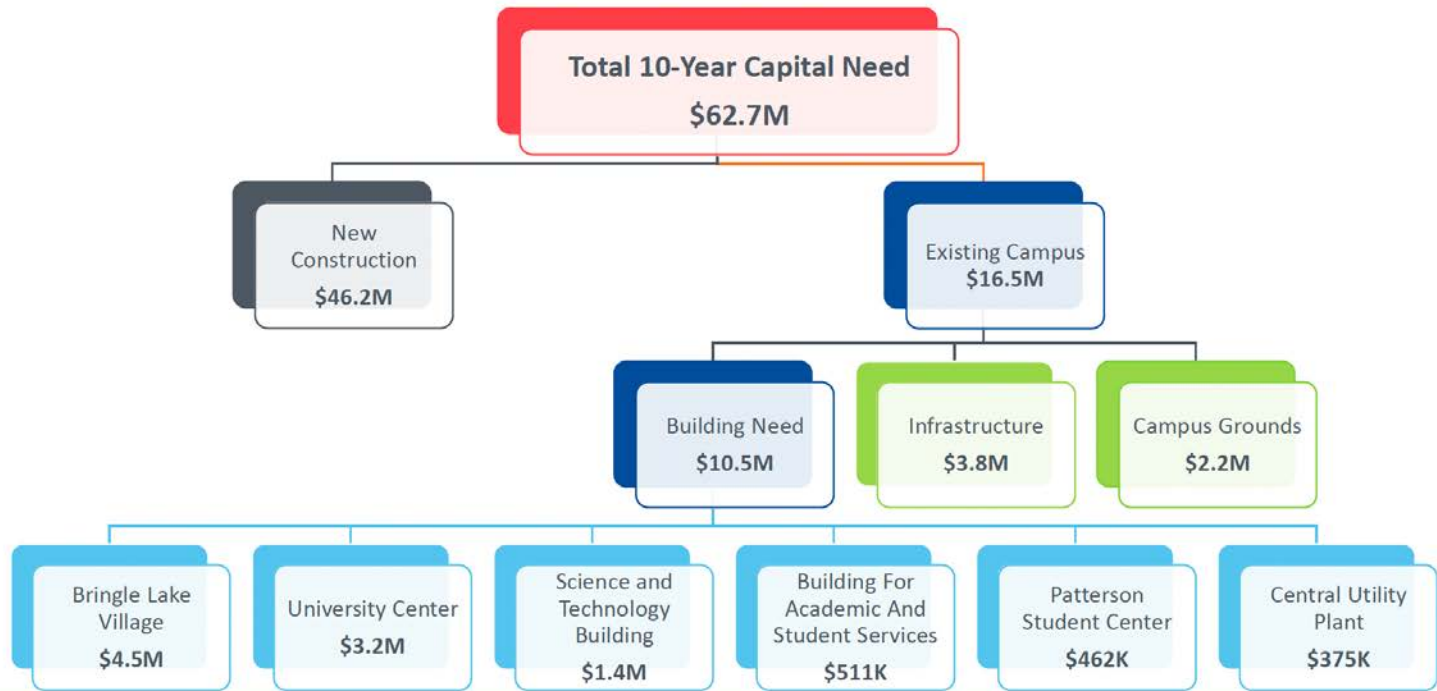 Total 10-Year Capital Need
$62.7M
New
Construction
$46.2M
Existing Campus
$16.5M
Building Need
$10.5M
Infrastructure
$3.8M
Campus Grounds
$2.2M
Bringle Lake
Village
$4.5M
University Center
$3.2M
Science and
Technology
Building
$1.4M
Building For
Academic And
Student Services
$511K
Patterson
Student Center
$462K
Central Utility
Plant
$375K